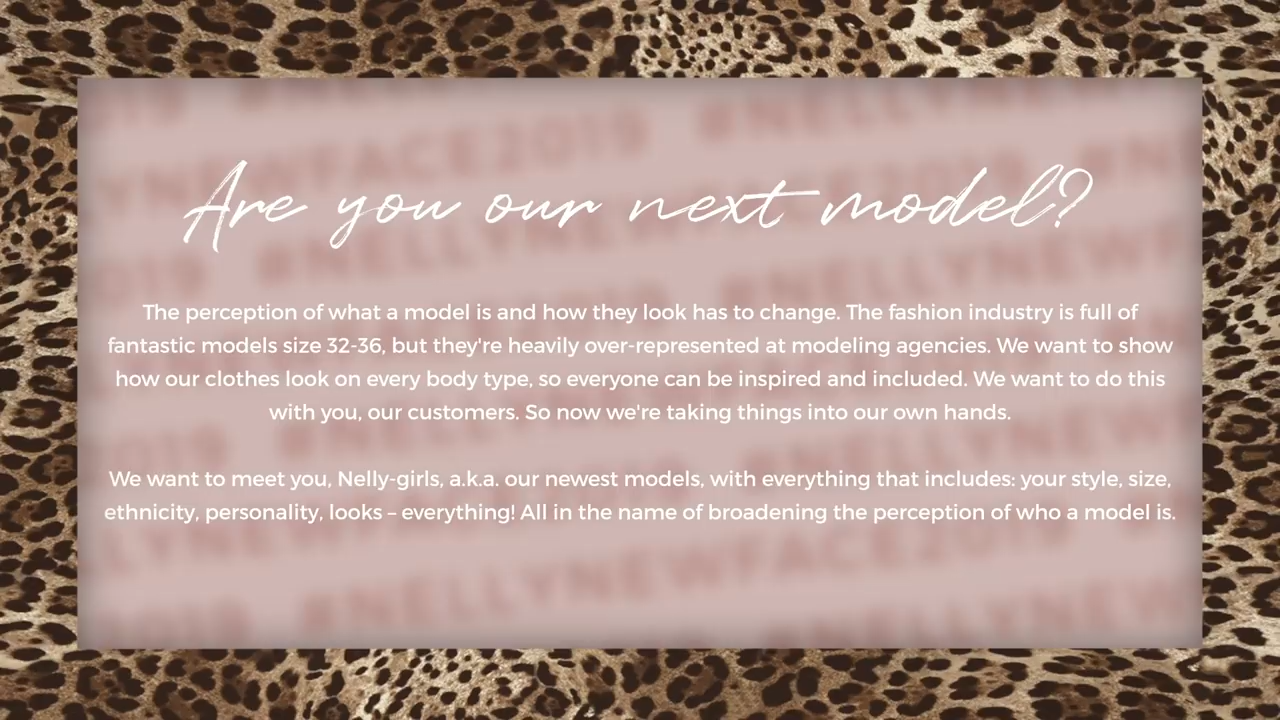 Are you our next model?
The perception of what a model is and how they look has to change. The fashion industry is full of
fantastic models size 32-36, but they're heavily over-represented at modeling agencies. We want to show
how our clothes look on every body type, so everyone can be inspired and included. We want to do this
with you, our customers. So now we're taking things into our own hands.
We want to meet you, Nelly-girls, a.k.a. our newest models, with everything that includes: your style, size,
ethnicity, personality, looks – everything! All in the name of broadening the perception of who a model is.
#NELLYNEWFACE2019